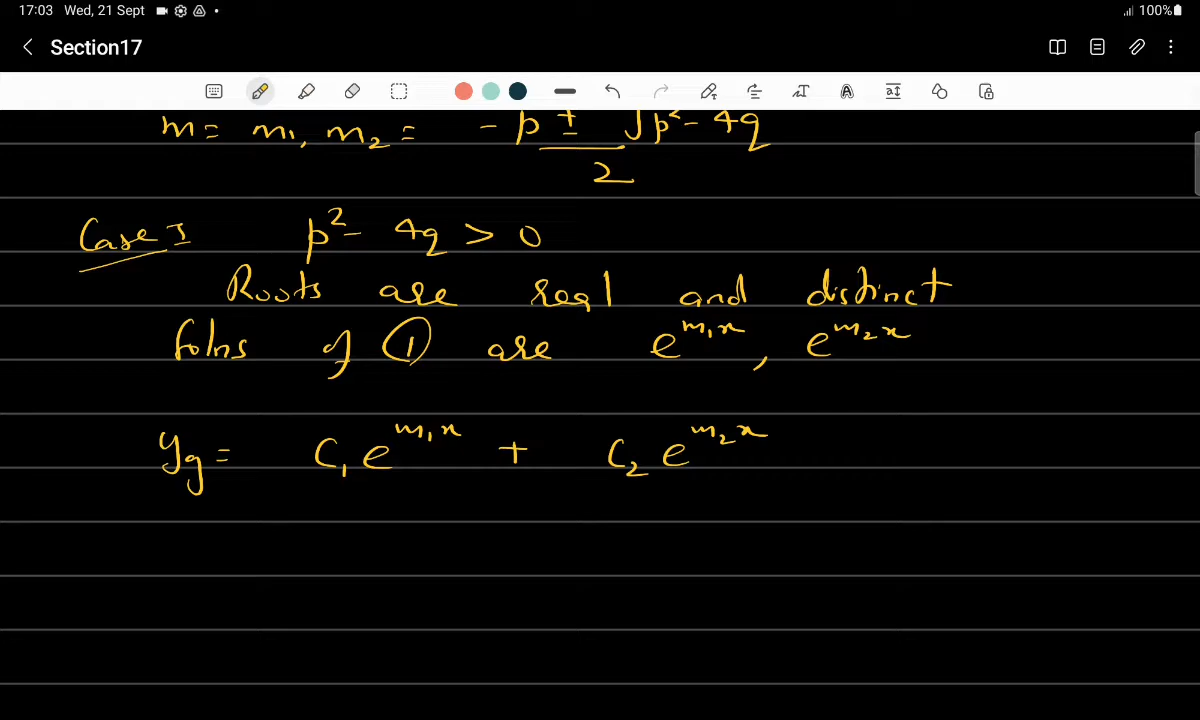 17:03 Wed, 21 Sept 100%
Section17
m = m₁, m₂ = -p ± √p² - 4q / 2
Case I p² - 4q > 0
Roots are real and distinct
Solns of ① are e^{m₁x}, e^{m₂x}
y_g = C₁e^{m₁x} + C₂e^{m₂x}